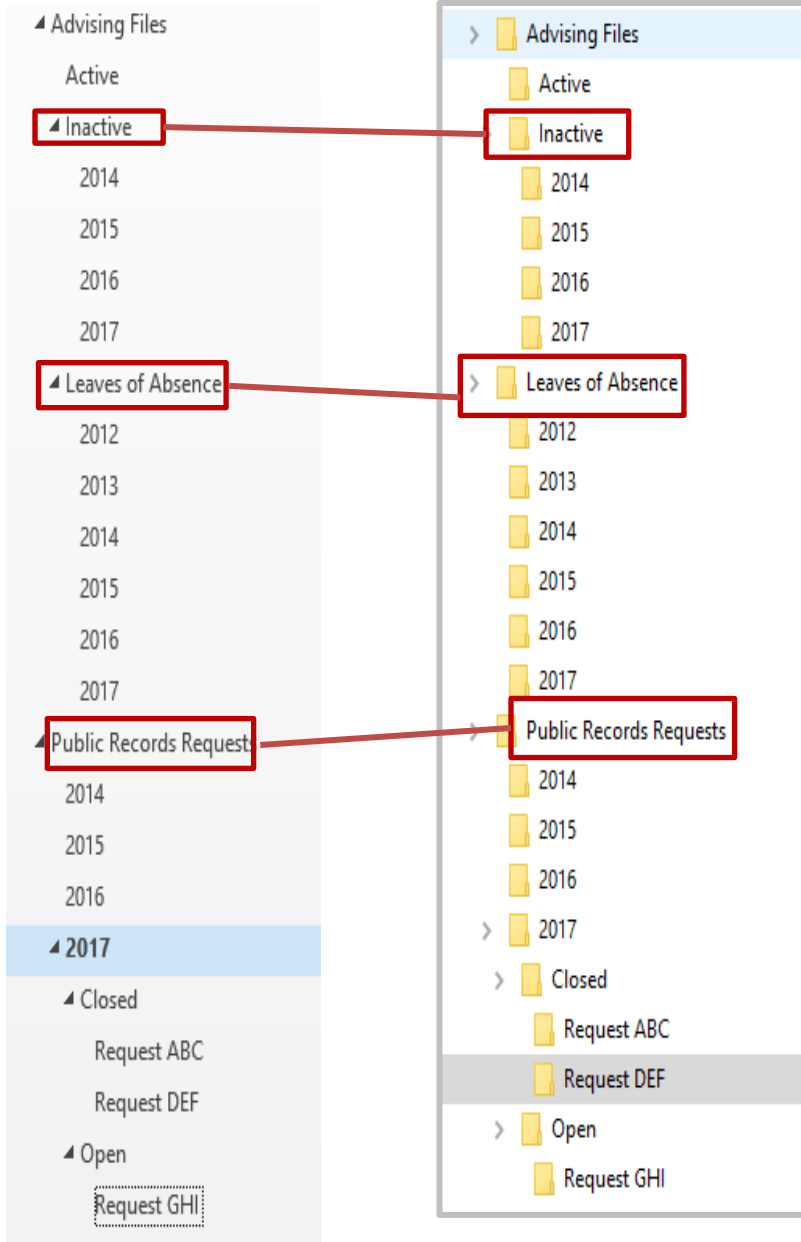 Advising Files
Active
Inactive
2014
2015
2016
2017
Leaves of Absence
2012
2013
2014
2015
2016
2017
Public Records Requests
2014
2015
2016
2017
Closed
Request ABC
Request DEF
Open
Request GHI
Advising Files
Active
Inactive
2014
2015
2016
2017
Leaves of Absence
2012
2013
2014
2015
2016
2017
Public Records Requests
2014
2015
2016
2017
Closed
Request ABC
Request DEF
Open
Request GHI